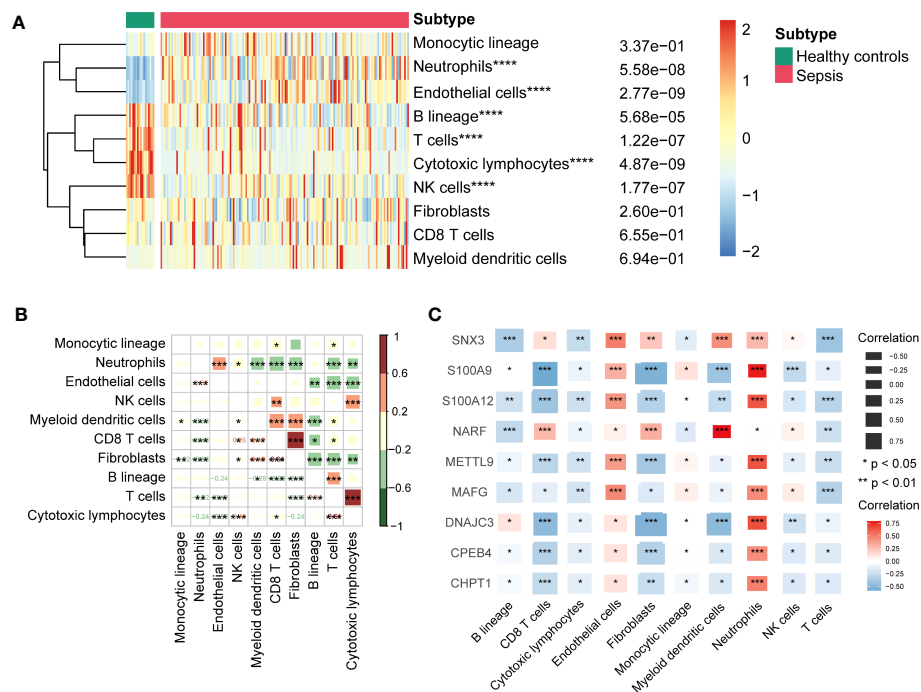 A
Subtype
Monocytic lineage 3.37e−01
Neutrophils**** 5.58e−08
Endothelial cells**** 2.77e−09
B lineage**** 5.68e−05
T cells**** 1.22e−07
Cytotoxic lymphocytes**** 4.87e−09
NK cells**** 1.77e−07
Fibroblasts 2.60e−01
CD8 T cells 6.55e−01
Myeloid dendritic cells 6.94e−01
2
1
0
−1
−2
Subtype
Healthy controls
Sepsis
B
Monocytic lineage
Neutrophils
Endothelial cells
NK cells
Myeloid dendritic cells
CD8 T cells
Fibroblasts
B lineage
T cells
Cytotoxic lymphocytes
−0.24
−0.24
−0.24
Monocytic lineage
Neutrophils
Endothelial cells
NK cells
Myeloid dendritic cells
CD8 T cells
Fibroblasts
B lineage
T cells
Cytotoxic lymphocytes
1
0.6
0.2
−0.2
−0.6
−1
C
SNX3 *** * ** *** ** * *** *** * ***
S100A9 * *** * *** *** * *** *** *** *
S100A12 ** *** ** *** *** * ** *** * ***
NARF *** *** * * *** * *** * * **
METTL9 * *** ** *** *** * * *** * **
MAFG * * ** *** * * * *** * ***
DNAJC3 * *** * * *** * *** *** ** *
CPEB4 * *** * * *** * * *** * *
CHPT1 * *** * * ** * * *** * *
B lineage
CD8 T cells
Cytotoxic lymphocytes
Endothelial cells
Fibroblasts
Monocytic lineage
Myeloid dendritic cells
Neutrophils
NK cells
T cells
Correlation
−0.50
−0.25
0.00
0.25
0.50
0.75
* p < 0.05
** p < 0.01
Correlation
0.75
0.50
0.25
0.00
−0.25
−0.50